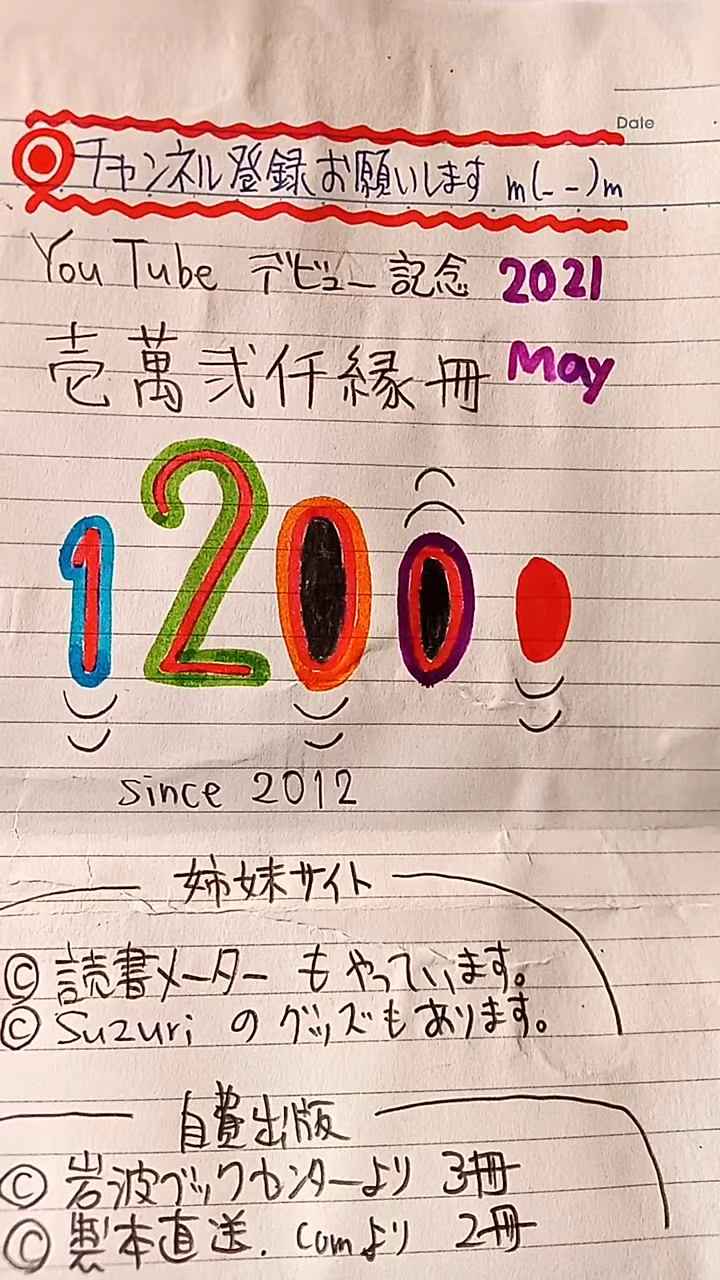 Date
チャンネル登録お願いします m(--)m
YouTube デビュー記念 2021
壱萬弐仟縁冊 May
1200
since 2012
姉妹サイト
© 読書メーターもやっています。
© Suzuri のグッズもあります。
自費出版
© 岩波ブックセンターより 3冊
© 製本直送.comより 2冊